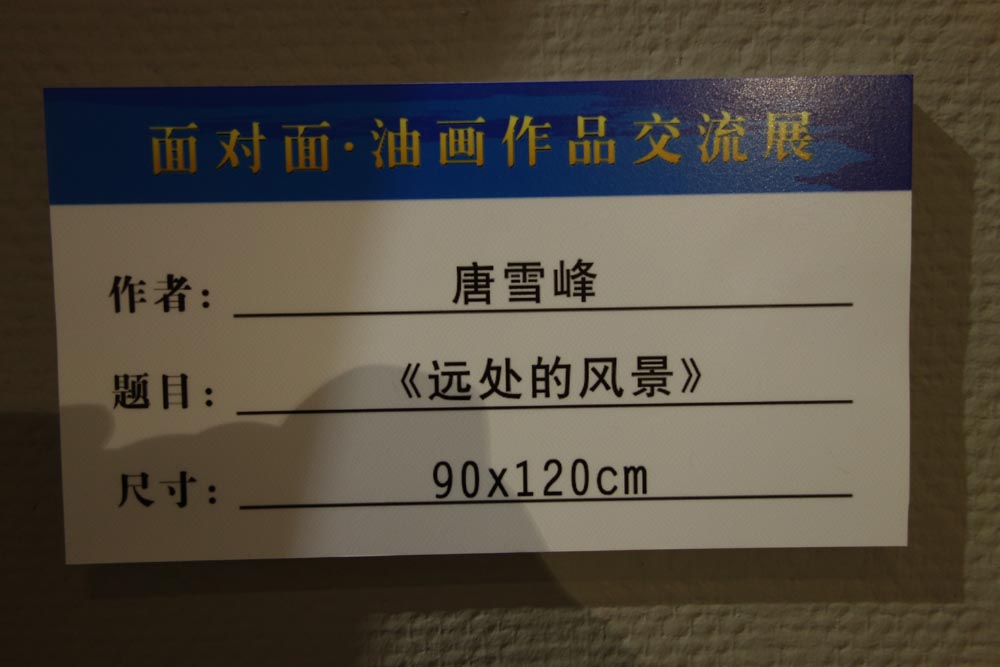 面对面·油画作品交流展
作者: 唐雪峰
题目: 《远处的风景》
尺寸: 90x120cm